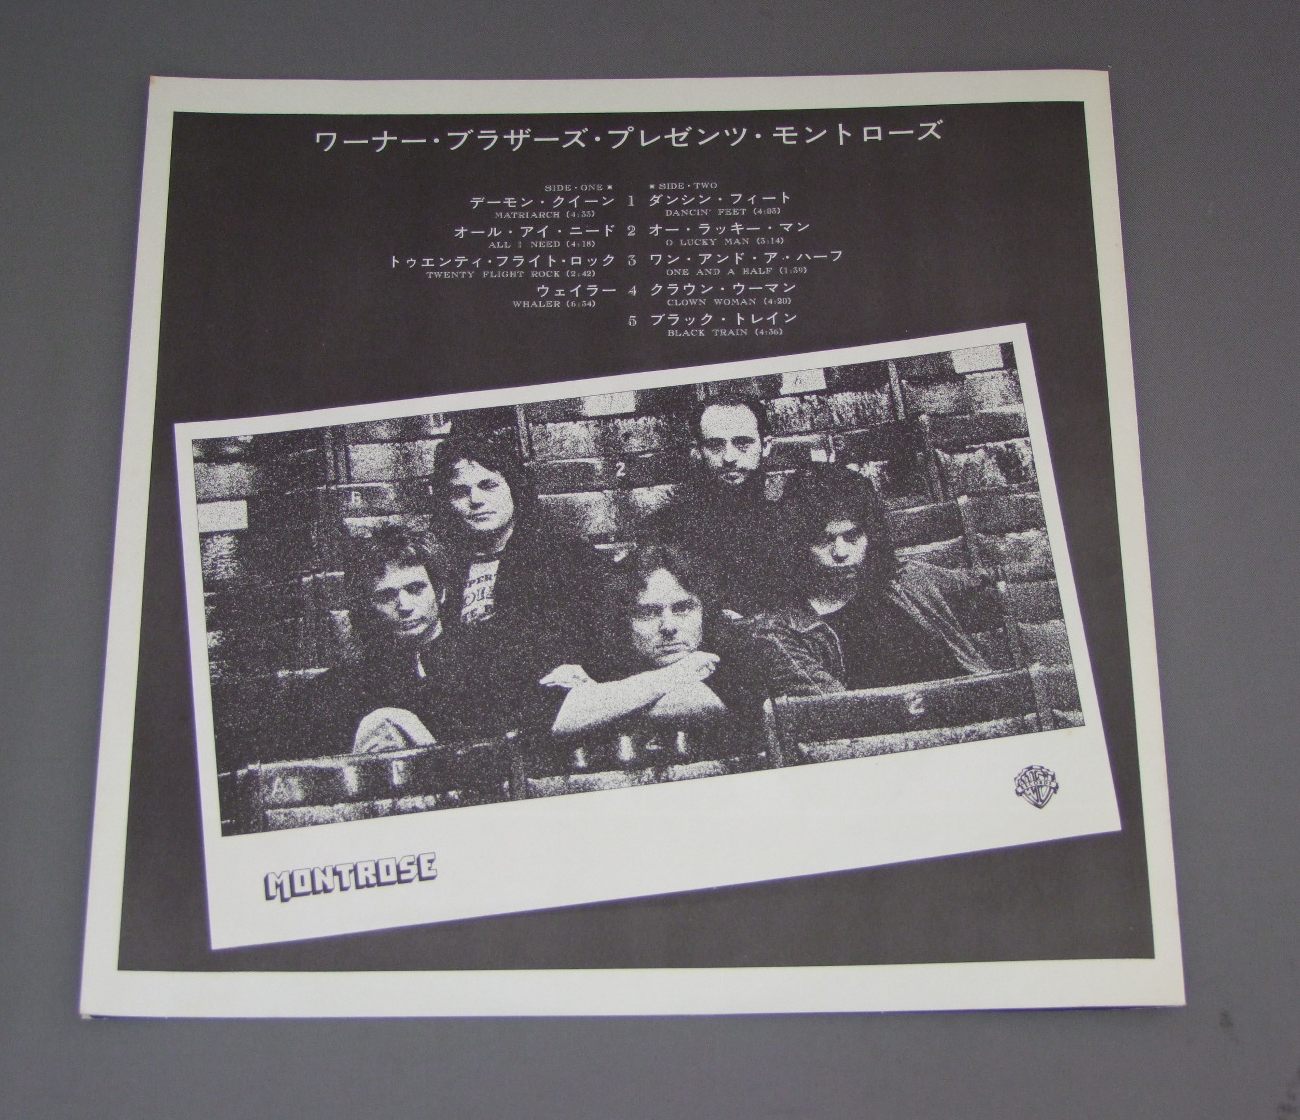 ワーナー・ブラザーズ・プレゼンツ・モントローズ
SIDE・ONE *
デーモン・クイーン 1
MATRIARCH (4:35)
オール・アイ・ニード 2
ALL I NEED (4:18)
トゥエンティ・フライト・ロック 3
TWENTY FLIGHT ROCK (2:42)
ウェイラー 4
WHALER (6:54)
5
* SIDE・TWO
ダンシン・フィート
DANCIN' FEET (4:03)
オー・ラッキー・マン
O LUCKY MAN (3:14)
ワン・アンド・ア・ハーフ
ONE AND A HALF (1:39)
クラウン・ウーマン
CLOWN WOMAN (4:20)
ブラック・トレイン
BLACK TRAIN (4:36)
2
2
MONTROSE